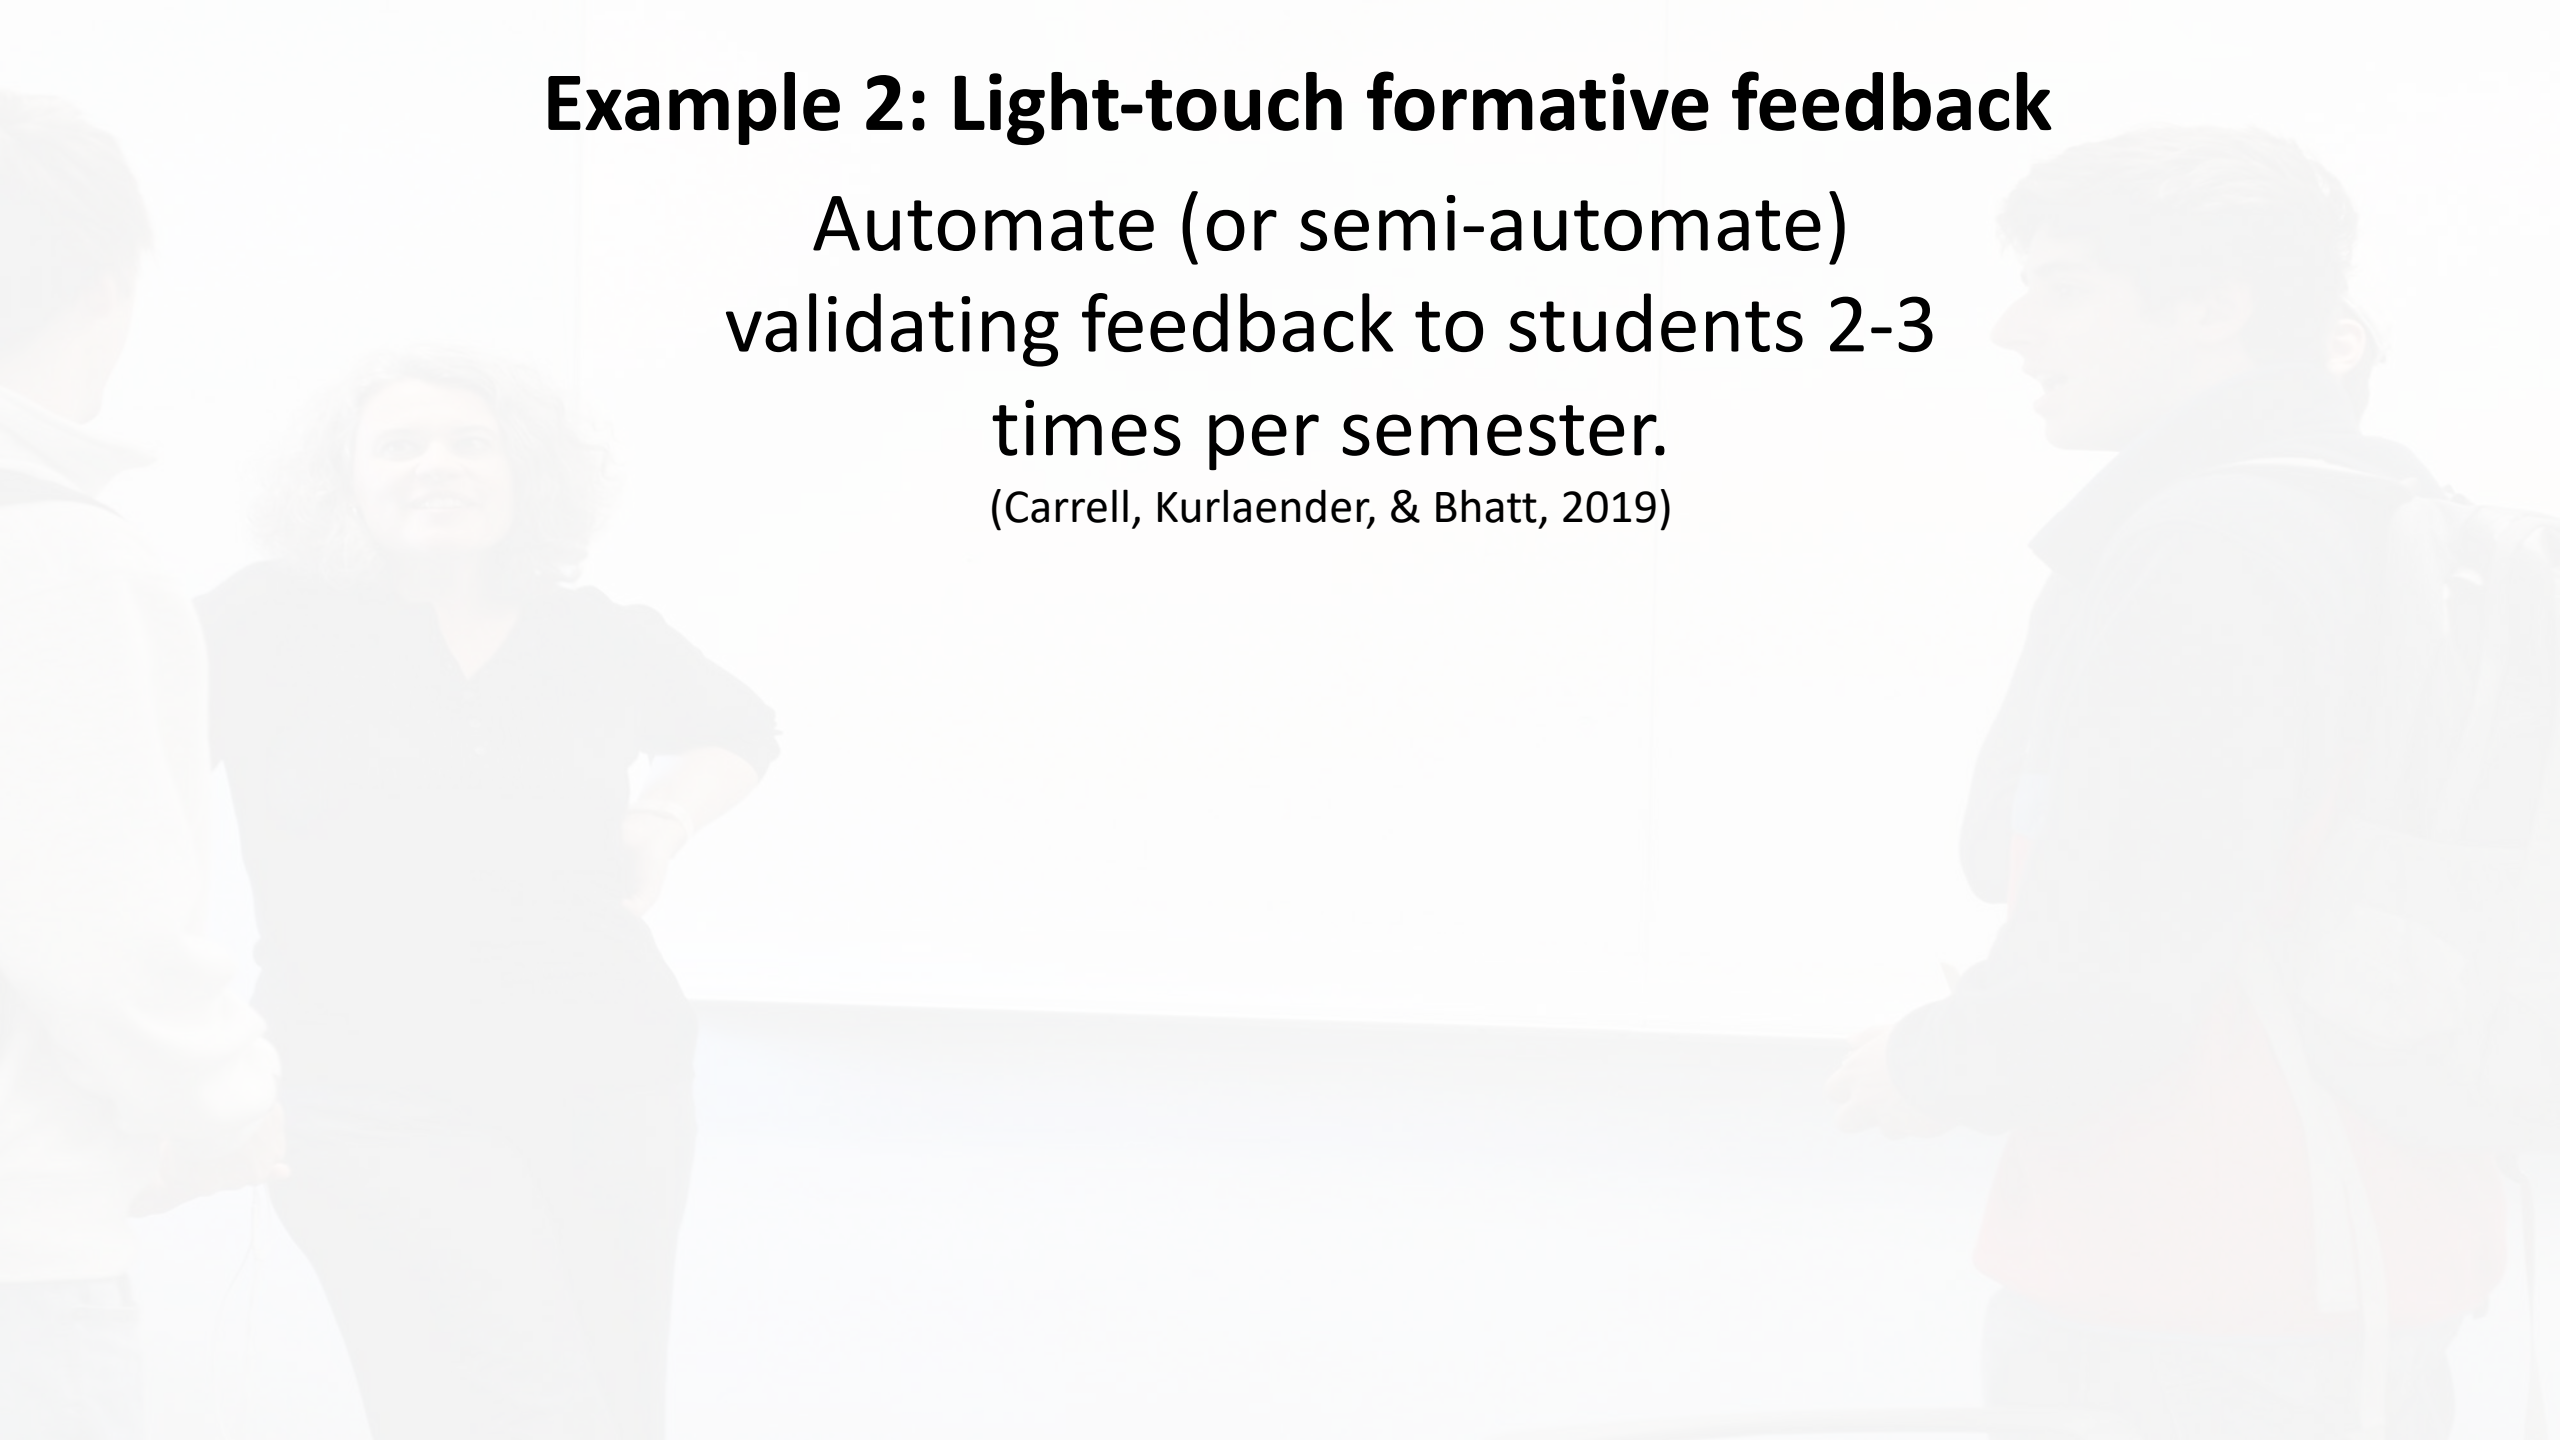 Example 2: Light-touch formative feedback
Automate (or semi-automate)
validating feedback to students 2-3
times per semester.
(Carrell, Kurlaender, & Bhatt, 2019)